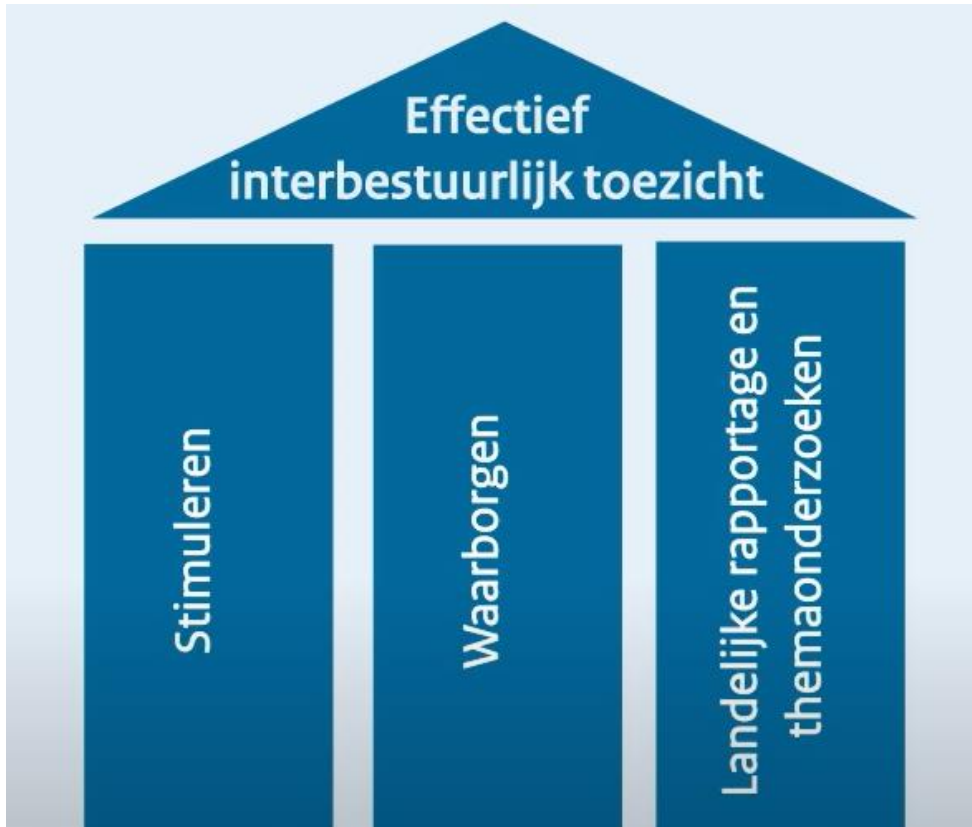 Effectief
interbestuurlijk toezicht
Stimuleren
Waarborgen
Landelijke rapportage en
themaonderzoeken